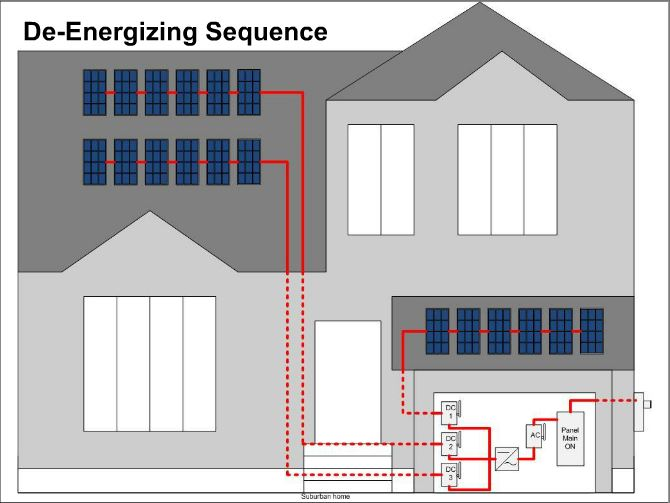 De-Energizing Sequence
DC
1
DC
2
DC
3
AC
Panel
Main
ON
Suburban home